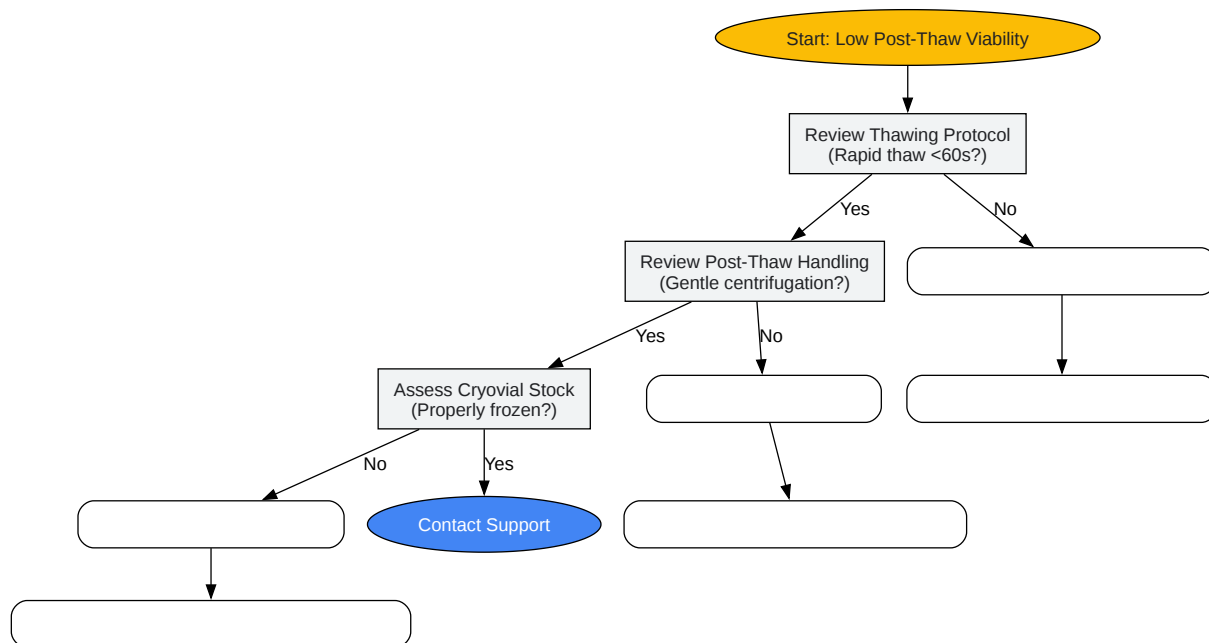 Start: Low Post-Thaw Viability
Review Thawing Protocol
(Rapid thaw <60s?)
Yes
No
Review Post-Thaw Handling
(Gentle centrifugation?)
Yes
No
Assess Cryovial Stock
(Properly frozen?)
No
Yes
Contact Support